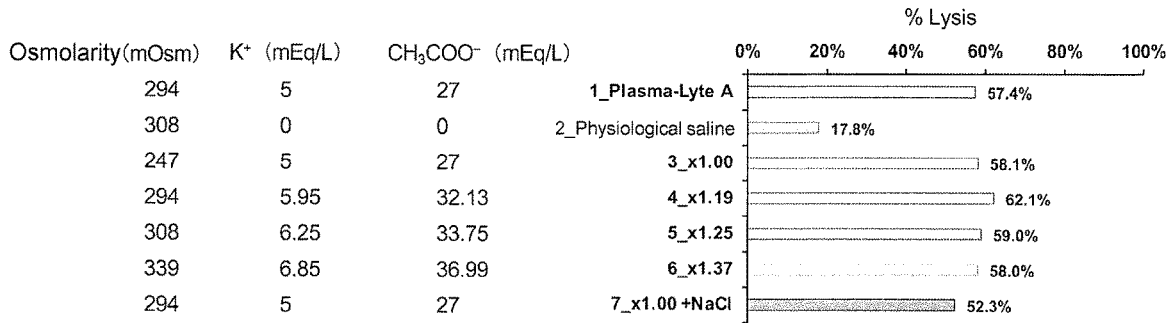 % Lysis
Osmolarity(mOsm) K⁺ (mEq/L) CH₃COO⁻ (mEq/L)
0% 20% 40% 60% 80% 100%
294 5 27 1_Plasma-Lyte A 57.4%
308 0 0 2_Physiological saline 17.8%
247 5 27 3_x1.00 58.1%
294 5.95 32.13 4_x1.19 62.1%
308 6.25 33.75 5_x1.25 59.0%
339 6.85 36.99 6_x1.37 58.0%
294 5 27 7_x1.00 +NaCl 52.3%